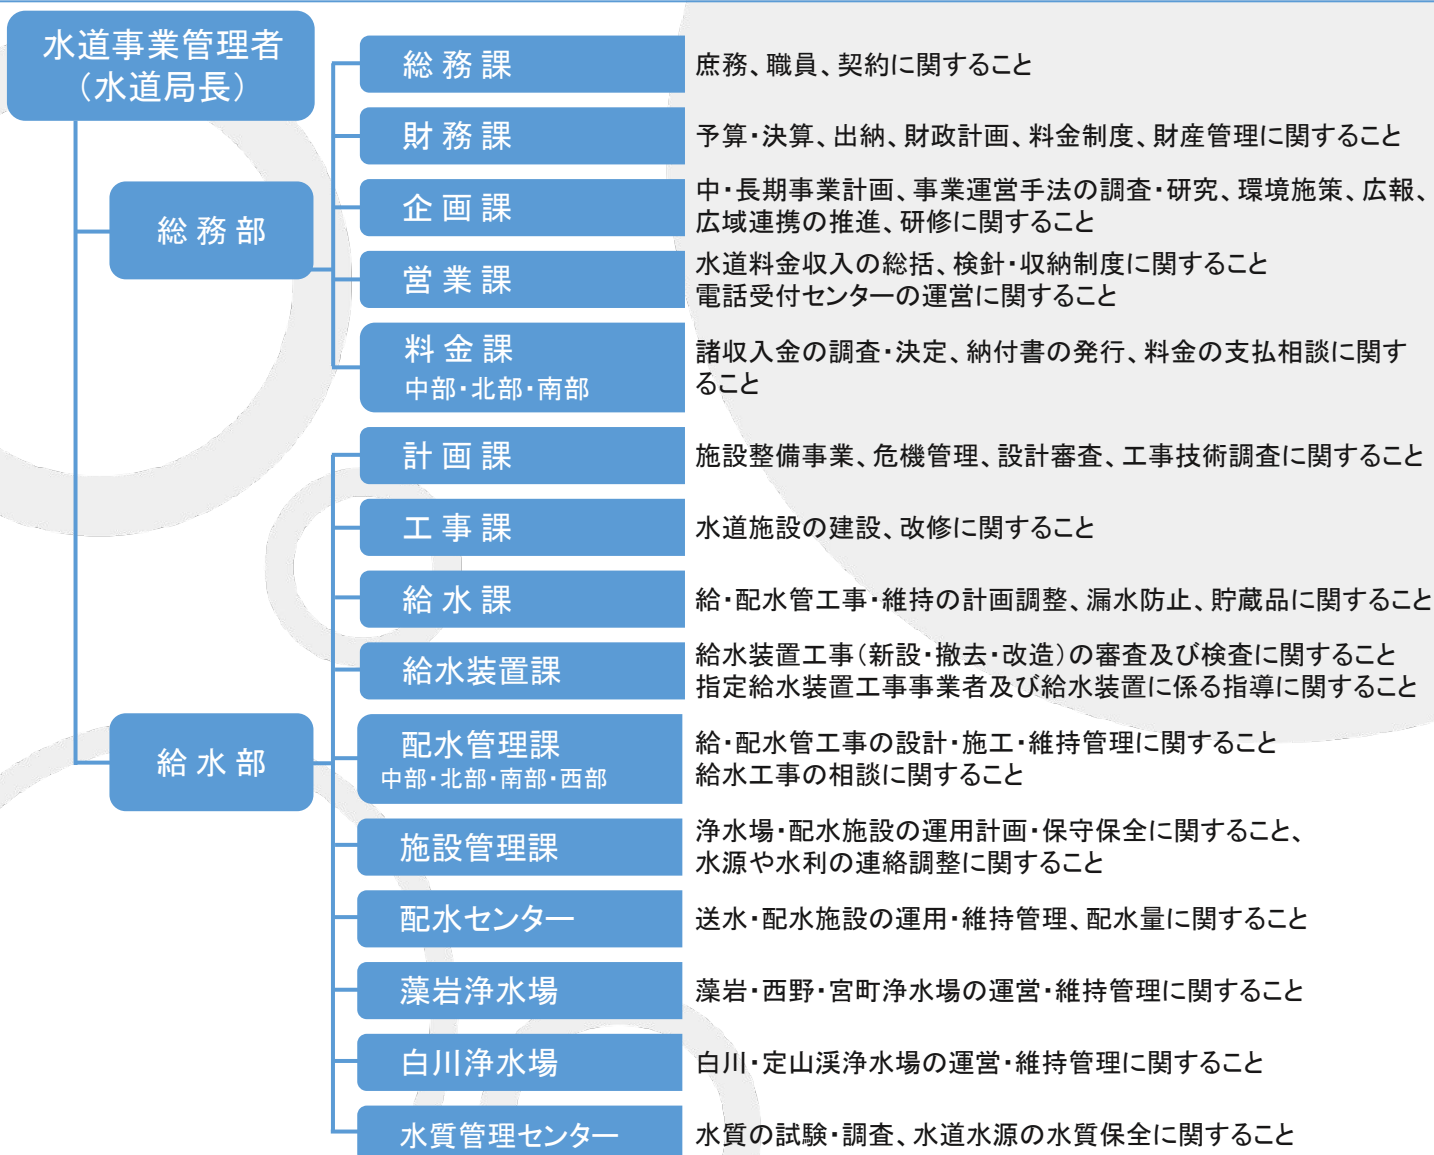 水道事業管理者
（水道局長）
総務部
総務課
庶務、職員、契約に関すること
財務課
予算・決算、出納、財政計画、料金制度、財産管理に関すること
企画課
中・長期事業計画、事業運営手法の調査・研究、環境施策、広報、
広域連携の推進、研修に関すること
営業課
水道料金収入の総括、検針・収納制度に関すること
電話受付センターの運営に関すること
料金課
中部・北部・南部
諸収入金の調査・決定、納付書の発行、料金の支払相談に関す
ること
給水部
計画課
施設整備事業、危機管理、設計審査、工事技術調査に関すること
工事課
水道施設の建設、改修に関すること
給水課
給・配水管工事・維持の計画調整、漏水防止、貯蔵品に関すること
給水装置課
給水装置工事（新設・撤去・改造）の審査及び検査に関すること
指定給水装置工事事業者及び給水装置に係る指導に関すること
配水管理課
中部・北部・南部・西部
給・配水管工事の設計・施工・維持管理に関すること
給水工事の相談に関すること
施設管理課
浄水場・配水施設の運用計画・保守保全に関すること、
水源や水利の連絡調整に関すること
配水センター
送水・配水施設の運用・維持管理、配水量に関すること
藻岩浄水場
藻岩・西野・宮町浄水場の運営・維持管理に関すること
白川浄水場
白川・定山渓浄水場の運営・維持管理に関すること
水質管理センター
水質の試験・調査、水道水源の水質保全に関すること